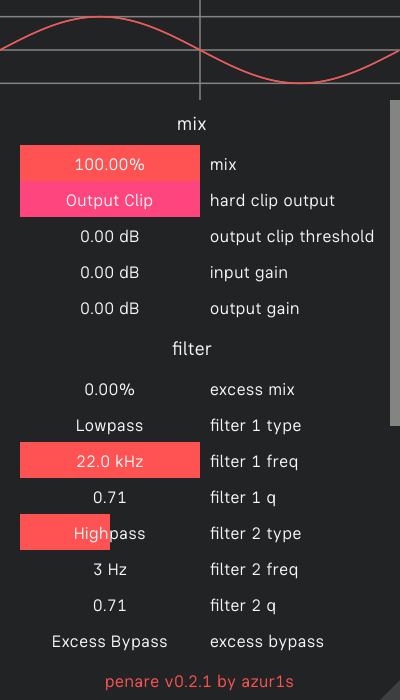 mix
100.00% mix
Output Clip hard clip output
0.00 dB output clip threshold
0.00 dB input gain
0.00 dB output gain
filter
0.00% excess mix
Lowpass filter 1 type
22.0 kHz filter 1 freq
0.71 filter 1 q
Highpass filter 2 type
3 Hz filter 2 freq
0.71 filter 2 q
Excess Bypass excess bypass
penare v0.2.1 by azur1s